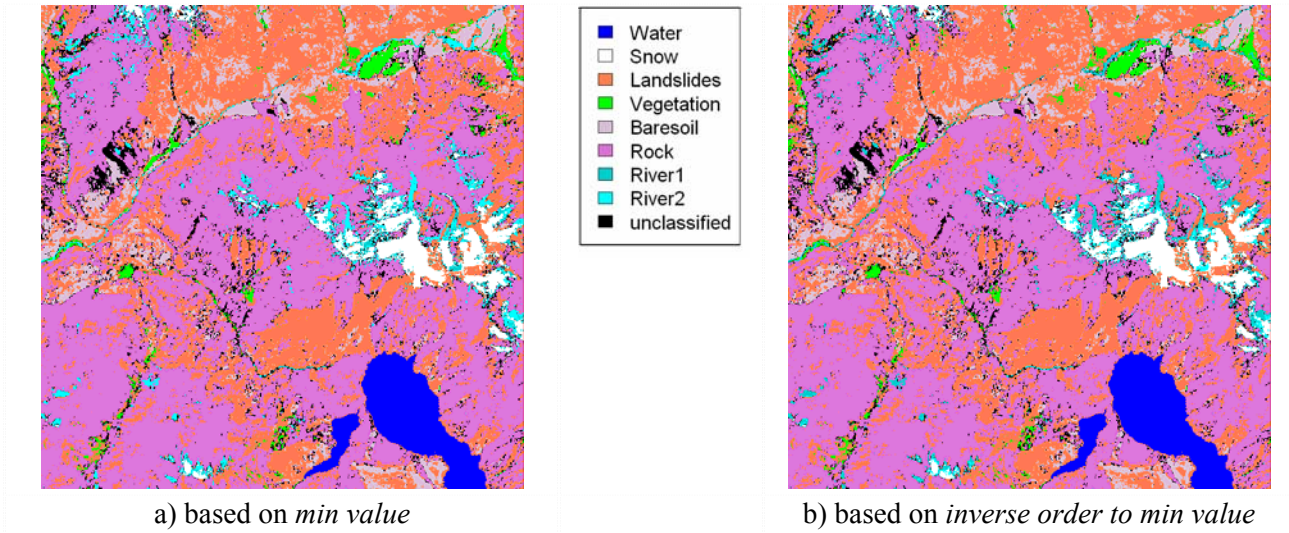 Water
Snow
Landslides
Vegetation
Baresoil
Rock
River1
River2
unclassified
a) based on min value
b) based on inverse order to min value